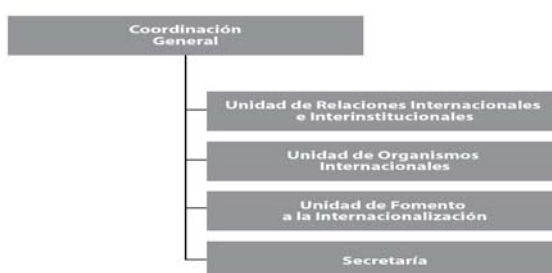 Coordinación
General
Unidad de Relaciones Internacionales
e Interinstitucionales
Unidad de Organismos
Internacionales
Unidad de Fomento
a la Internacionalización
Secretaría